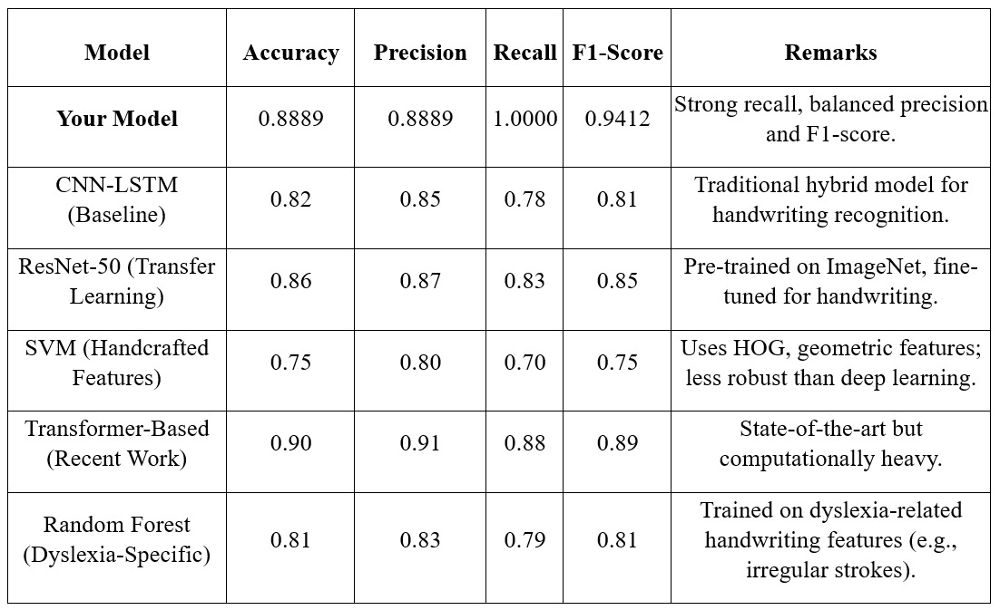 Model Accuracy Precision Recall F1-Score Remarks
Your Model 0.8889 0.8889 1.0000 0.9412 Strong recall, balanced precision
and F1-score.
CNN-LSTM
(Baseline) 0.82 0.85 0.78 0.81 Traditional hybrid model for
handwriting recognition.
ResNet-50 (Transfer
Learning) 0.86 0.87 0.83 0.85 Pre-trained on ImageNet, fine-
tuned for handwriting.
SVM (Handcrafted
Features) 0.75 0.80 0.70 0.75 Uses HOG, geometric features;
less robust than deep learning.
Transformer-Based
(Recent Work) 0.90 0.91 0.88 0.89 State-of-the-art but
computationally heavy.
Random Forest
(Dyslexia-Specific) 0.81 0.83 0.79 0.81 Trained on dyslexia-related
handwriting features (e.g.,
irregular strokes).